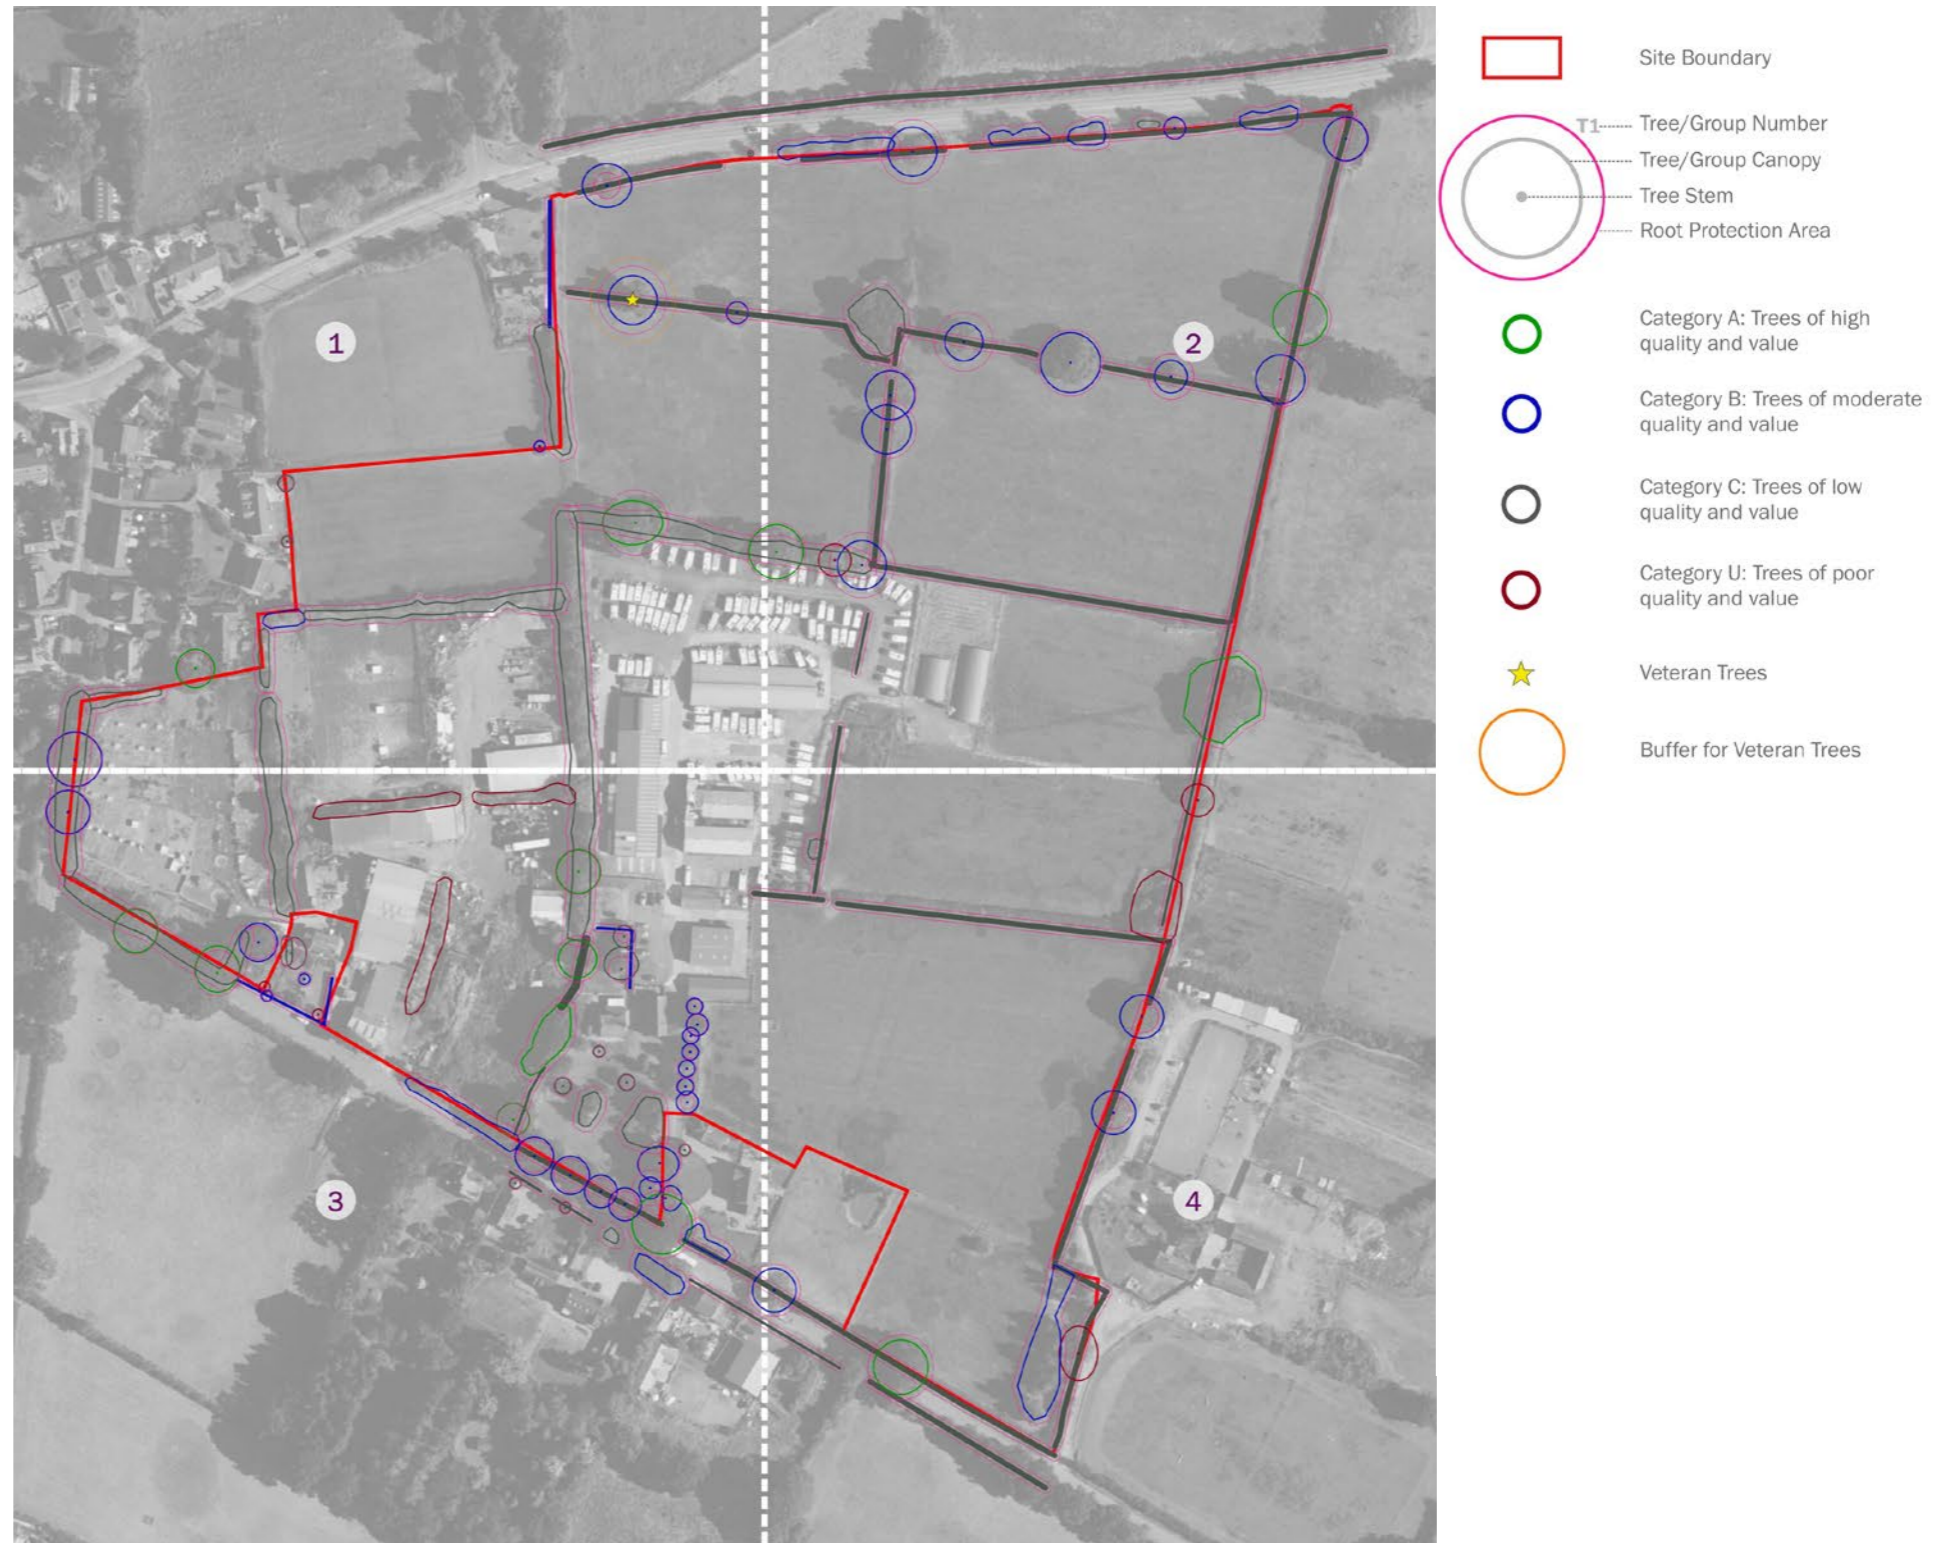 1
2
3
4
Site Boundary
T1
Tree/Group Number
Tree/Group Canopy
Tree Stem
Root Protection Area
Category A: Trees of high
quality and value
Category B: Trees of moderate
quality and value
Category C: Trees of low
quality and value
Category U: Trees of poor
quality and value
Veteran Trees
Buffer for Veteran Trees